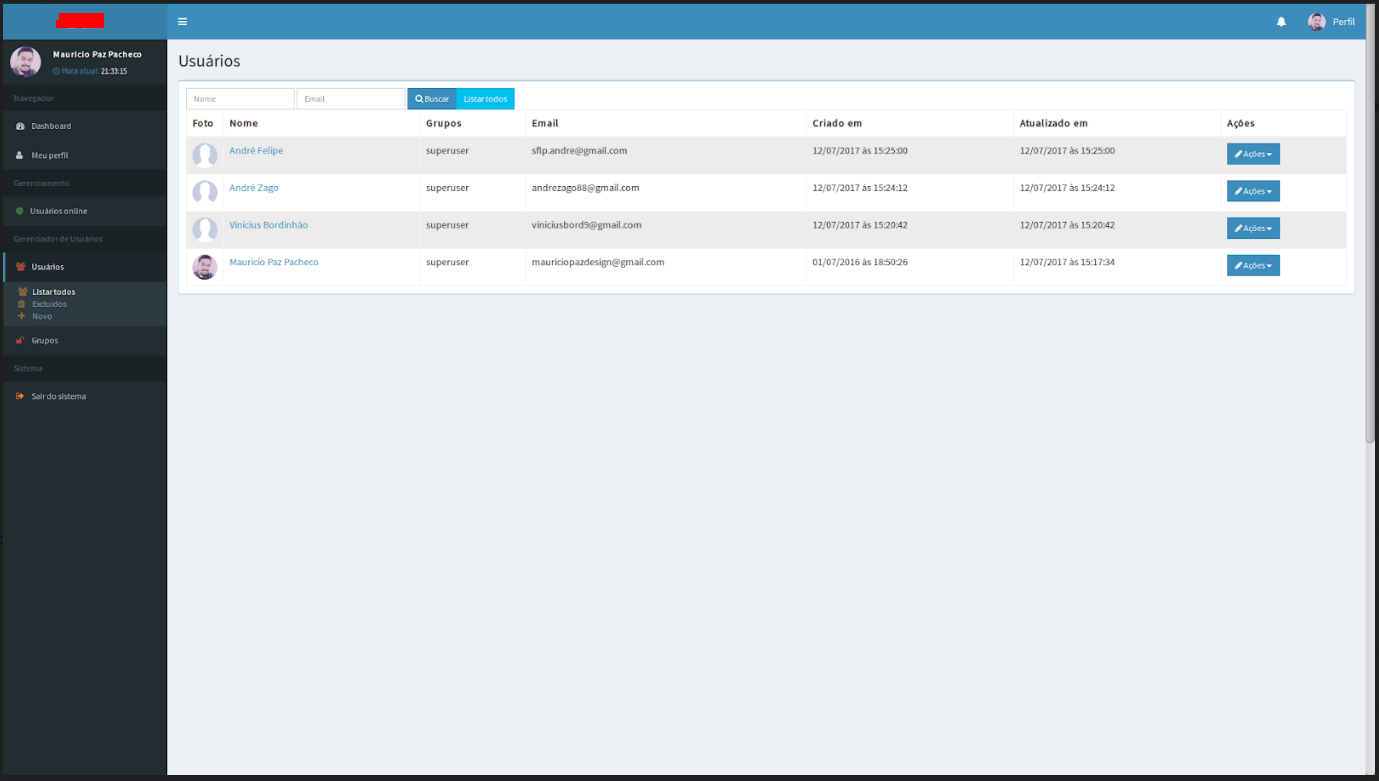 Perfil
Mauricio Paz Pacheco
Hora atual: 21:33:15
Navegador
Dashboard
Meu perfil
Gerenciamento
Usuários online
Gerenciador de Usuários
Usuários
Listar todos
Excluidos
Novo
Grupos
Sistema
Sair do sistema
Usuários
Nome Email Buscar Listar todos
Foto Nome Grupos Email Criado em Atualizado em Ações
André Felipe superuser sflp.andre@gmail.com 12/07/2017 às 15:25:00 12/07/2017 às 15:25:00 Ações
André Zago superuser andrezago88@gmail.com 12/07/2017 às 15:24:12 12/07/2017 às 15:24:12 Ações
Vinicius Bordinhão superuser viniciusbord9@gmail.com 12/07/2017 às 15:20:42 12/07/2017 às 15:20:42 Ações
Mauricio Paz Pacheco superuser mauriciopazdesign@gmail.com 01/07/2016 às 18:50:26 12/07/2017 às 15:17:34 Ações